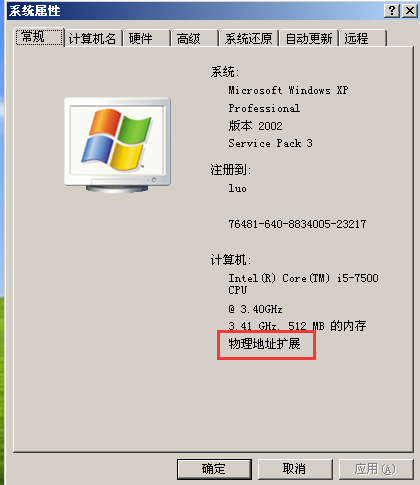 系统属性
常规 计算机名 硬件 高级 系统还原 自动更新 远程
系统:
Microsoft Windows XP
Professional
版本 2002
Service Pack 3
注册到:
luo
76481-640-8834005-23217
计算机:
Intel(R) Core(TM) i5-7500
CPU
@ 3.40GHz
3.41 GHz, 512 MB 的内存
物理地址扩展
确定 取消 应用(A)